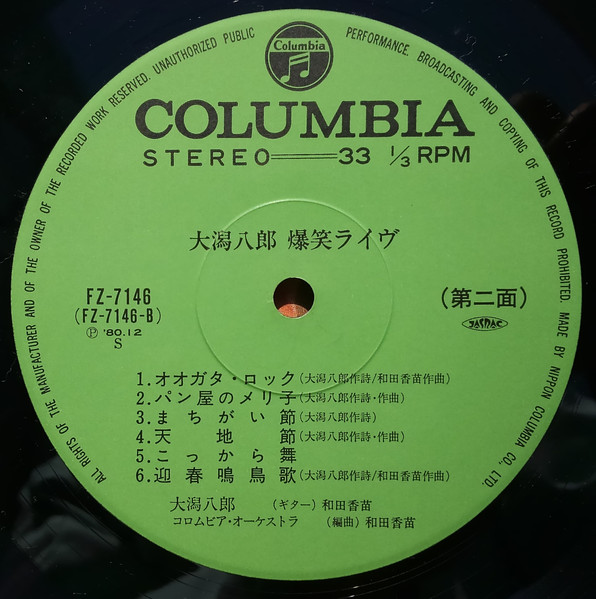 ALL RIGHTS OF THE MANUFACTURER AND OF THE OWNER OF THE RECORDED WORK RESERVED. UNAUTHORIZED PUBLIC PERFORMANCE. BROADCASTING AND COPYING OF THIS RECORD PROHIBITED. MADE BY NIPPON COLUMBIA CO., LTD.
Columbia
COLUMBIA
STEREO 33 1/3 RPM
大潟八郎 爆笑ライヴ
FZ-7146
(FZ-7146-B)
Ⓟ '80.12
S
(第二面)
JASRAC
1.オオガタ・ロック(大潟八郎作詩/和田香苗作曲)
2.パン屋のメリ子(大潟八郎作詩・作曲)
3.まちがい節(大潟八郎作詩)
4.天地節(大潟八郎作詩・作曲)
5.こっから舞
6.迎春鳴鳥歌(大潟八郎作詩/和田香苗作曲)
大潟八郎 (ギター)和田香苗
コロムビア・オーケストラ (編曲)和田香苗